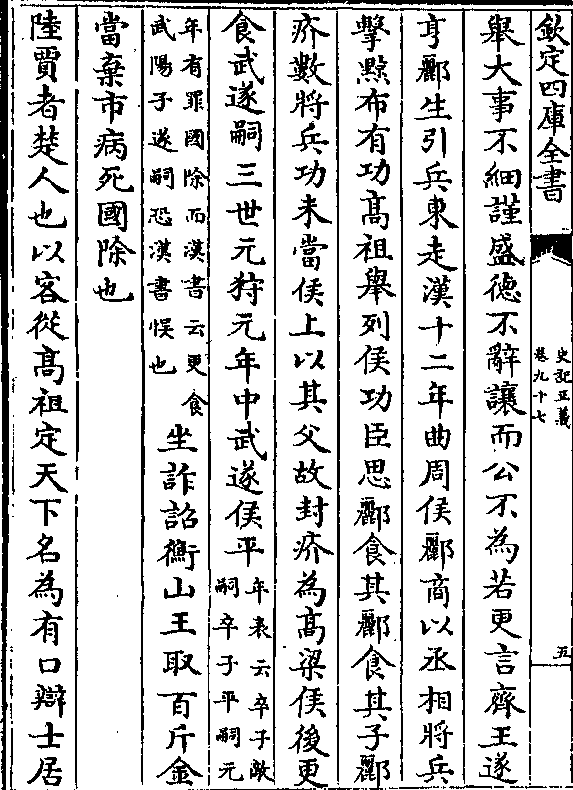 欽定四庫全書
史記正義
卷九十七
五
舉大事不細謹盛德不辭讓而公不為若更言齊王遂
亨酈生引兵東走漢十二年曲周侯酈商以丞相將兵
擊黥布有功髙祖舉列侯功臣思酈食其酈食其子酈
疥數將兵功未當侯上以其父故封疥為髙梁侯後更
食武遂嗣三世元狩元年中武遂侯平
年表云卒子敵
嗣卒子平嗣元
年有罪國除而漢書云更食
武陽子遂嗣恐漢書悮也
坐詐詔衡山王取百斤金
當棄市病死國除也
陸賈者楚人也以客從髙祖定天下名為有口辯士居